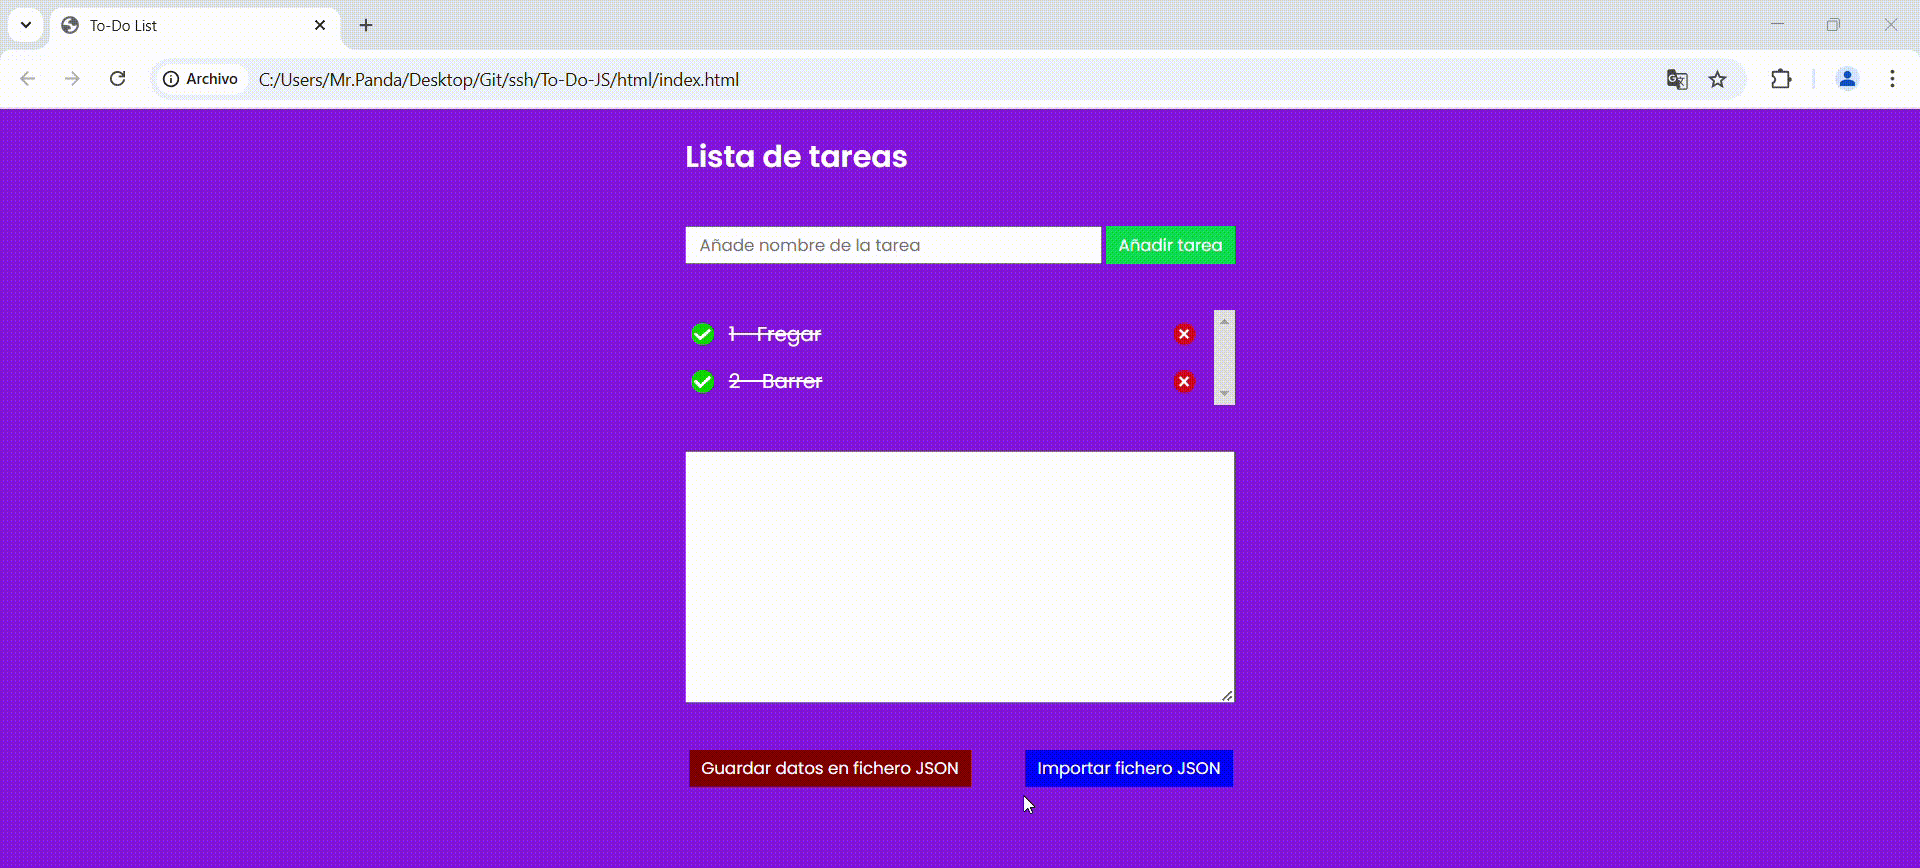 To-Do List
Archivo C:/Users/Mr.Panda/Desktop/Git/ssh/To-Do-JS/html/index.html
Lista de tareas
Añade nombre de la tarea Añadir tarea
1 - Fregar
2 - Barrer
Guardar datos en fichero JSON Importar fichero JSON